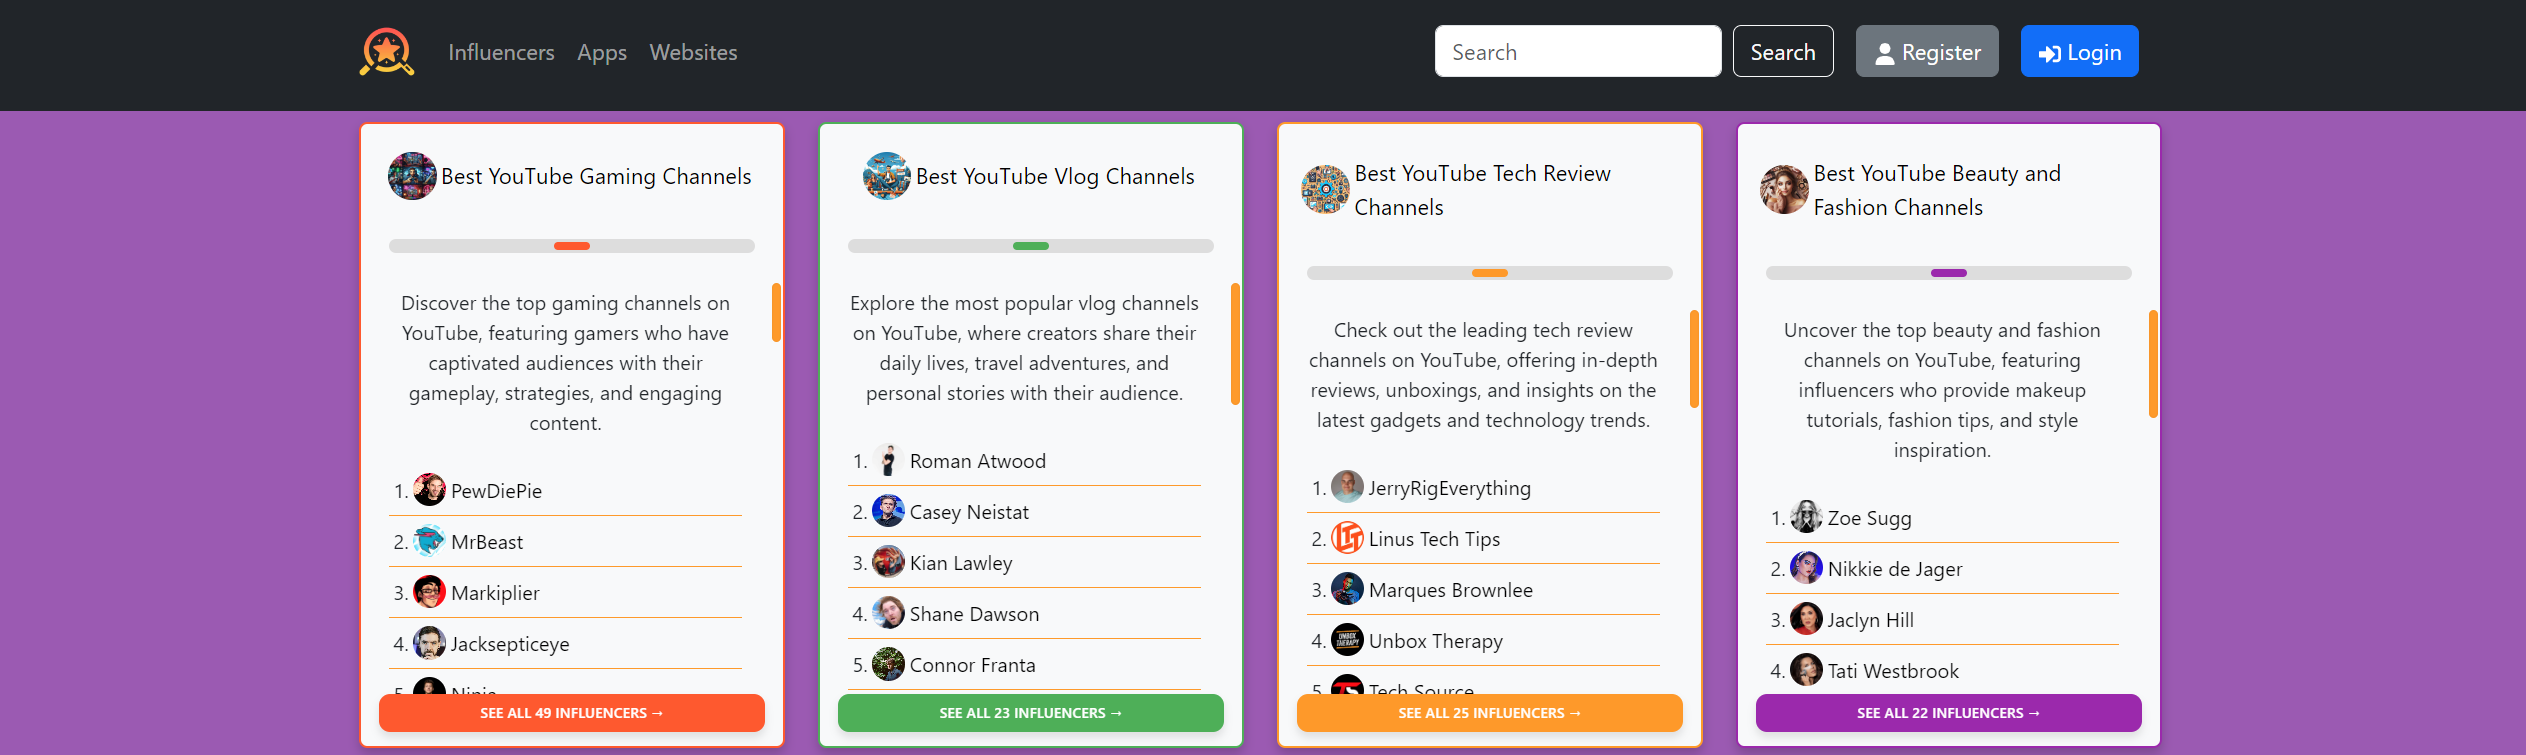 Influencers Apps Websites Search Search Register Login
Best YouTube Gaming Channels
Discover the top gaming channels on
YouTube, featuring gamers who have
captivated audiences with their
gameplay, strategies, and engaging
content.
1. PewDiePie
2. MrBeast
3. Markiplier
4. Jacksepticeye
5. Ninja
SEE ALL 49 INFLUENCERS →
Best YouTube Vlog Channels
Explore the most popular vlog channels
on YouTube, where creators share their
daily lives, travel adventures, and
personal stories with their audience.
1. Roman Atwood
2. Casey Neistat
3. Kian Lawley
4. Shane Dawson
5. Connor Franta
SEE ALL 23 INFLUENCERS →
Best YouTube Tech Review
Channels
Check out the leading tech review
channels on YouTube, offering in-depth
reviews, unboxings, and insights on the
latest gadgets and technology trends.
1. JerryRigEverything
2. Linus Tech Tips
3. Marques Brownlee
4. Unbox Therapy
5. Tech Source
SEE ALL 25 INFLUENCERS →
Best YouTube Beauty and
Fashion Channels
Uncover the top beauty and fashion
channels on YouTube, featuring
influencers who provide makeup
tutorials, fashion tips, and style
inspiration.
1. Zoe Sugg
2. Nikkie de Jager
3. Jaclyn Hill
4. Tati Westbrook
SEE ALL 22 INFLUENCERS →